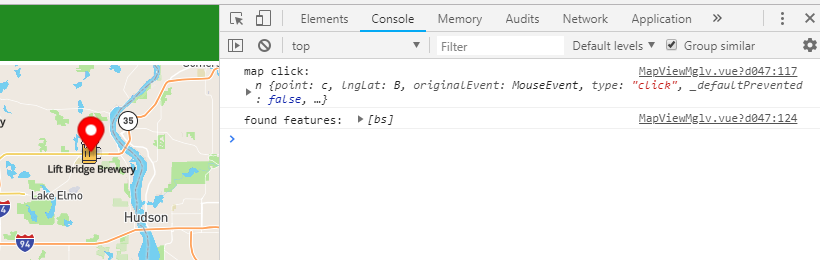 Elements Console Memory Audits Network Application »
top Filter Default levels Group similar
map click: MapViewMglv.vue?d047:117
n {point: c, lngLat: B, originalEvent: MouseEvent, type: "click", _defaultPrevented
: false, …}
found features: [bs] MapViewMglv.vue?d047:124
35
Lift Bridge Brewery
Lake Elmo
Hudson
94